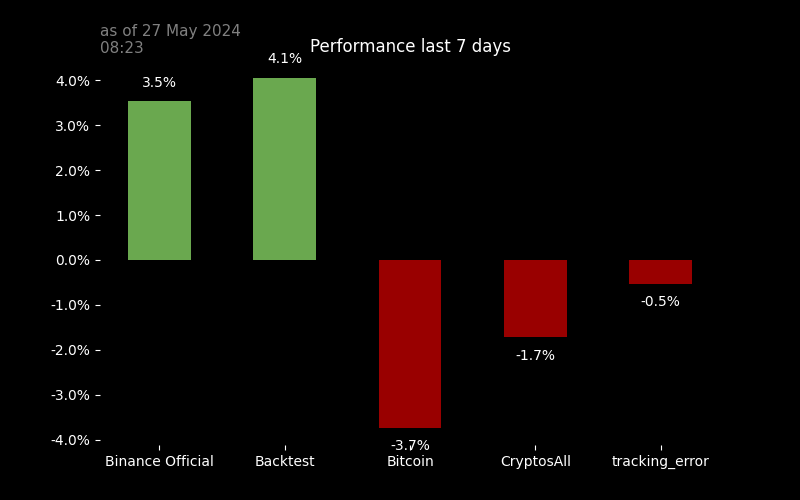 as of 27 May 2024
08:23
Performance last 7 days
4.1%
3.5%
4.0%
3.0%
2.0%
1.0%
0.0%
-1.0%
-0.5%
-2.0%
-1.7%
-3.0%
-4.0%
-3.7%
Binance Official
Backtest
Bitcoin
CryptosAll
tracking_error